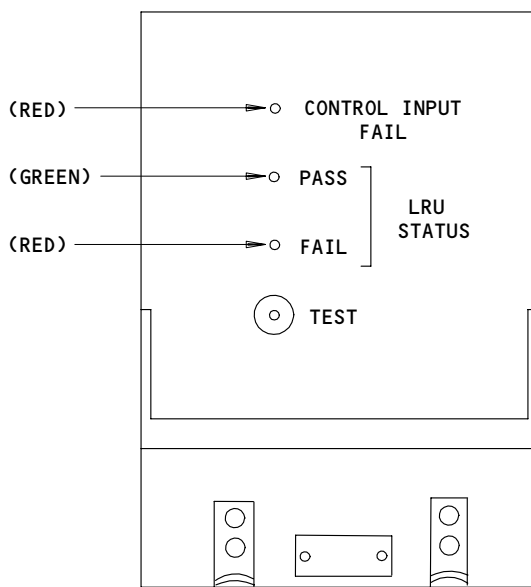 (RED) CONTROL INPUT
FAIL
(GREEN) PASS
LRU
STATUS
(RED) FAIL
TEST